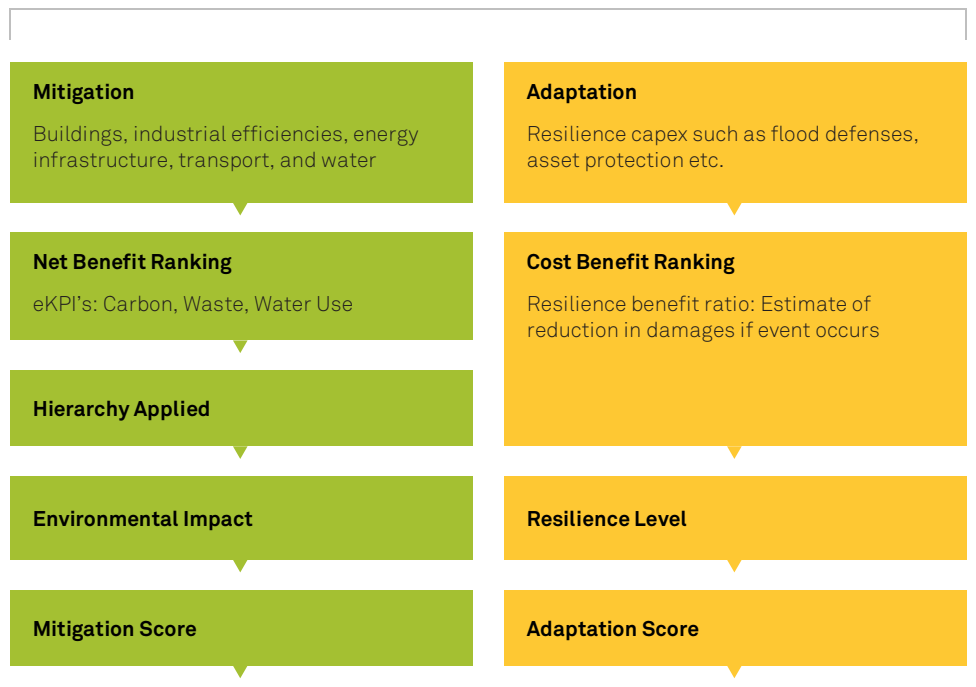 Mitigation
Buildings, industrial efficiencies, energy
infrastructure, transport, and water
Adaptation
Resilience capex such as flood defenses,
asset protection etc.
Net Benefit Ranking
eKPI's: Carbon, Waste, Water Use
Cost Benefit Ranking
Resilience benefit ratio: Estimate of
reduction in damages if event occurs
Hierarchy Applied
Environmental Impact
Resilience Level
Mitigation Score
Adaptation Score